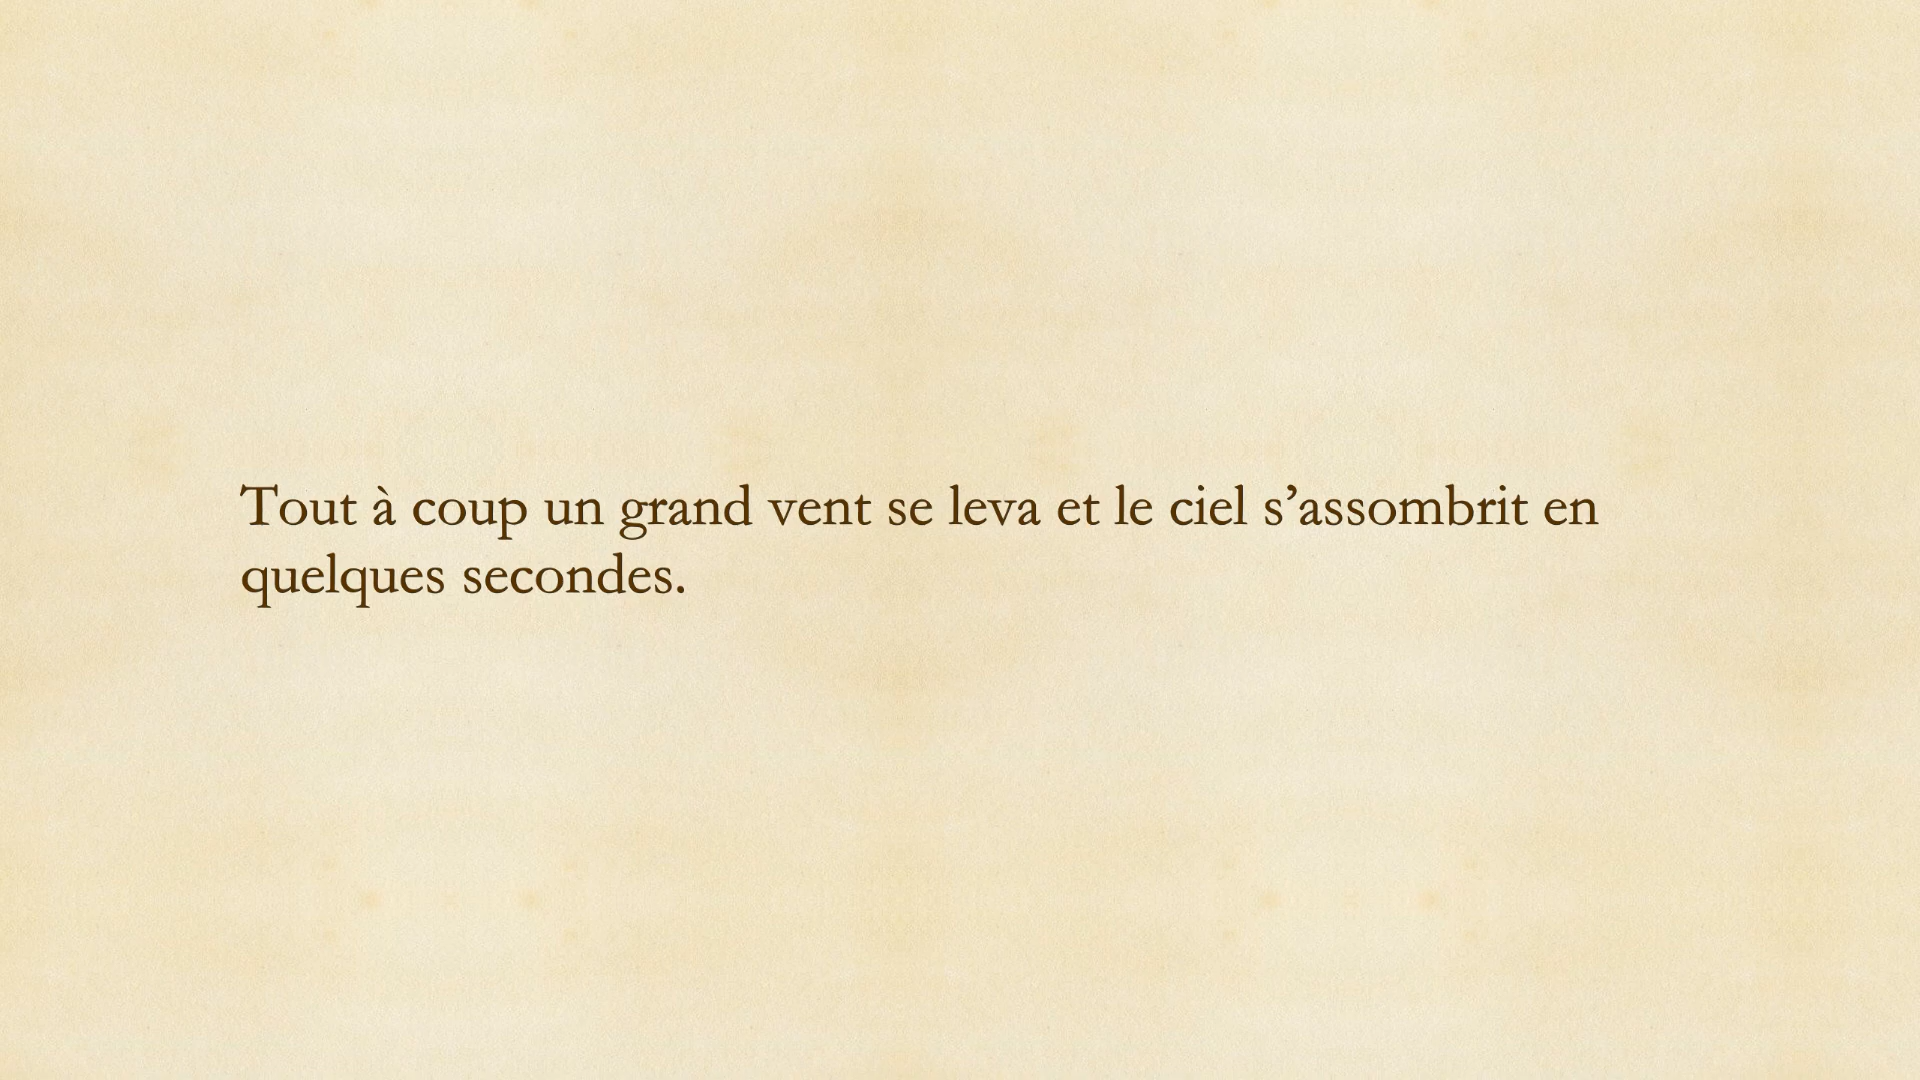 Tout à coup un grand vent se leva et le ciel s’assombrit en
quelques secondes.